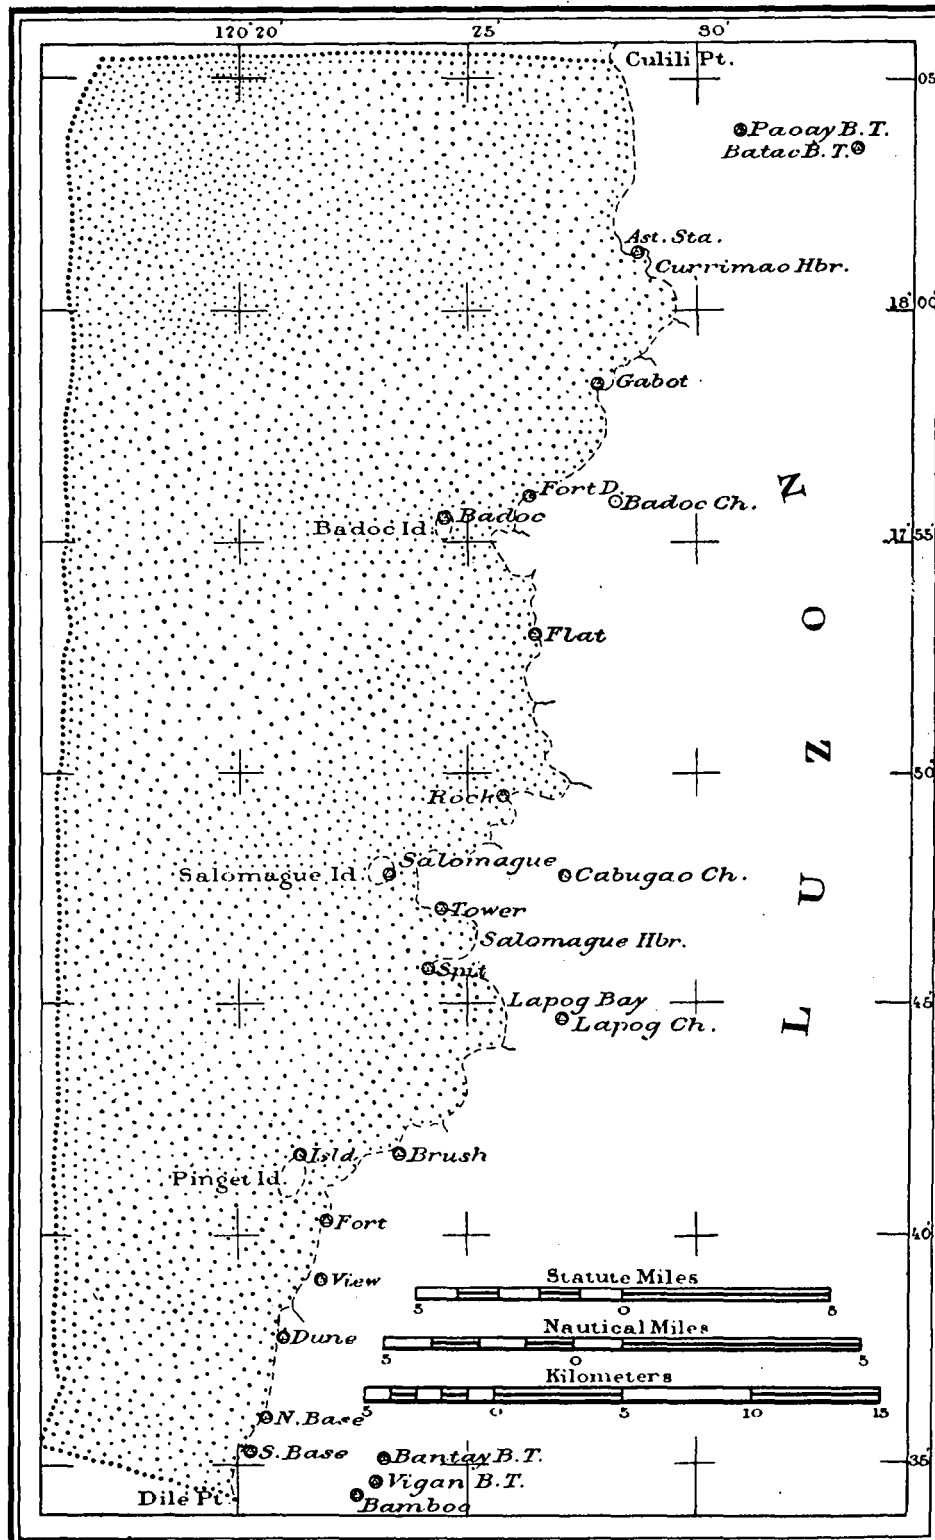 120° 20' 25' 30'
Culili Pt.
05
Paoay B.T.
Batac B.T.
Ast. Sta.
Currimao Hbr.
18°00'
Gabot
Fort D.
Badoc Ch.
Badoc
Badoc Id.
17°55'
Flat
50'
Rock
Salomague
Salomague Id.
Cabugao Ch.
Tower
Salomague Hbr.
Spit
45'
Lapog Bay
Lapog Ch.
LUZON
Isld.
Brush
Pinget Id.
Fort
40'
View
Statute Miles
5 0 5
Dune
Nautical Miles
5 0 5
Kilometers
5 0 5 10 15
N. Base
S. Base
Bantay B.T.
35'
Vigan B.T.
Dile Pt.
Bamboo